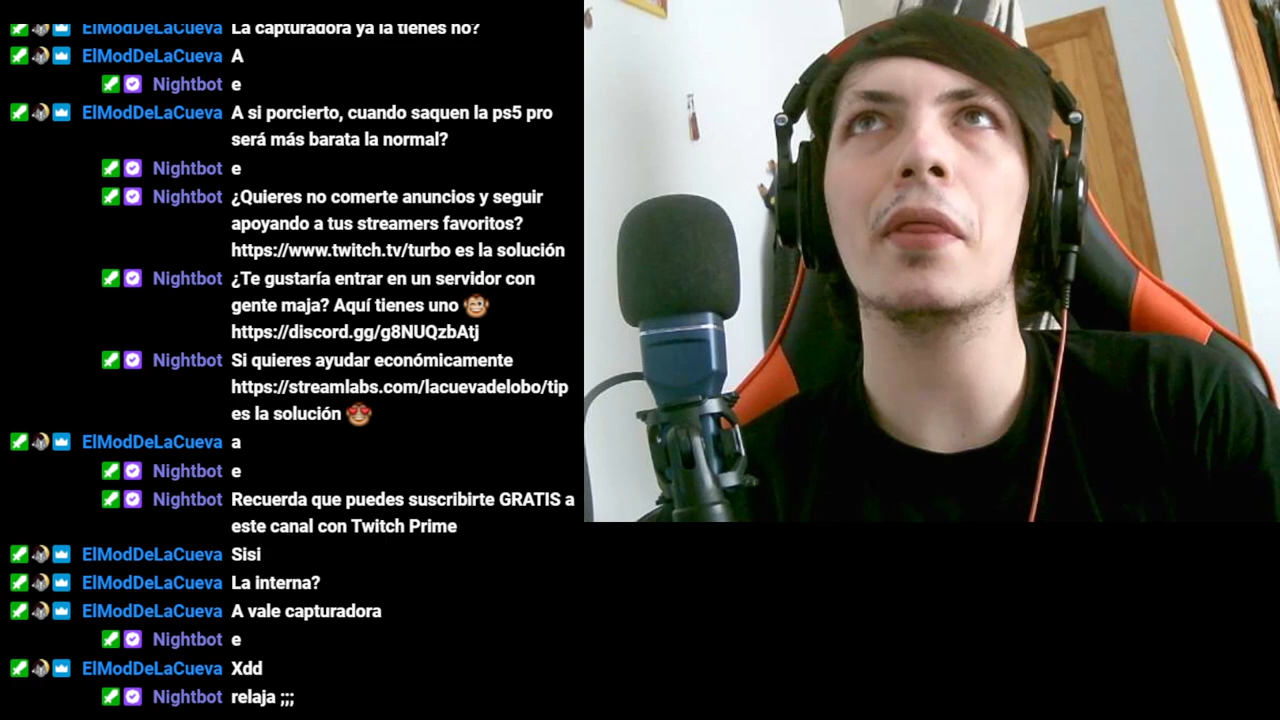 ElModDeLaCueva La capturadora ya la tienes no?
ElModDeLaCueva A
Nightbot e
ElModDeLaCueva A si porcierto, cuando saquen la ps5 pro
será más barata la normal?
Nightbot e
Nightbot ¿Quieres no comerte anuncios y seguir
apoyando a tus streamers favoritos?
https://www.twitch.tv/turbo es la solución
Nightbot ¿Te gustaría entrar en un servidor con
gente maja? Aquí tienes uno
https://discord.gg/g8NUQzbAtj
Nightbot Si quieres ayudar económicamente
https://streamlabs.com/lacuevadelobo/tip
es la solución
ElModDeLaCueva a
Nightbot e
Nightbot Recuerda que puedes suscribirte GRATIS a
este canal con Twitch Prime
ElModDeLaCueva Sisi
ElModDeLaCueva La interna?
ElModDeLaCueva A vale capturadora
Nightbot e
ElModDeLaCueva Xdd
Nightbot relaja ;;;